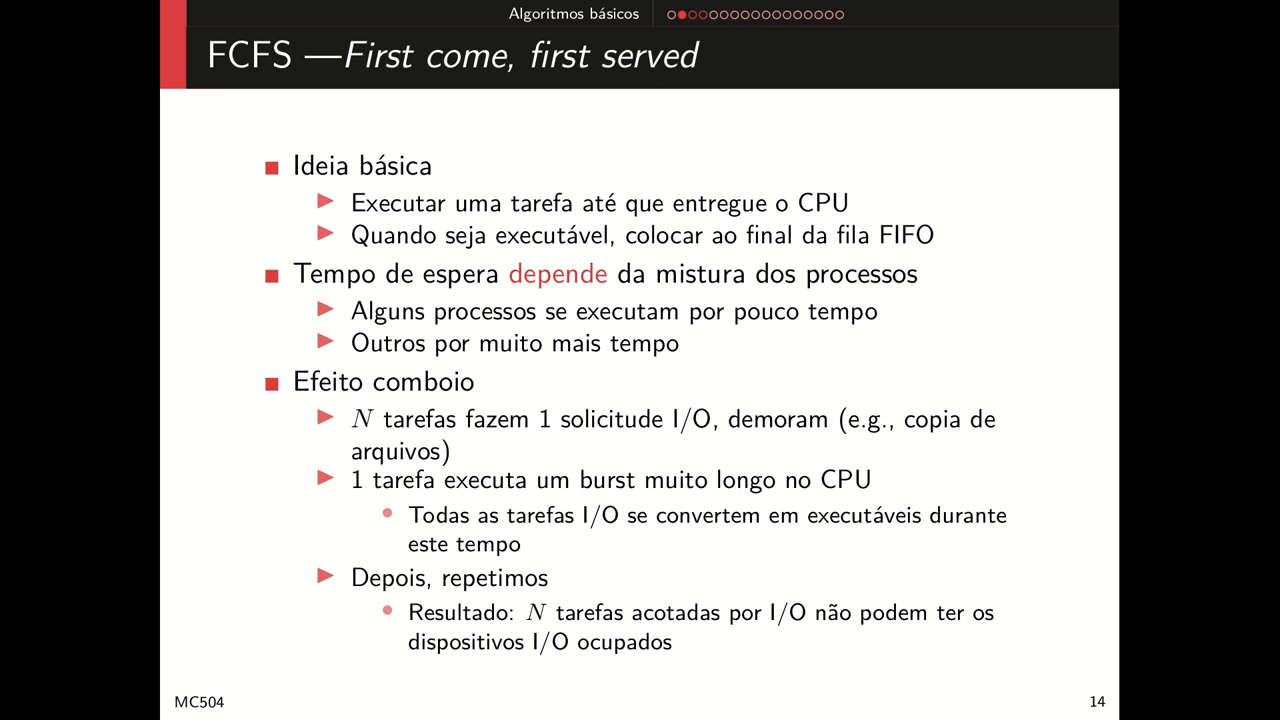 Algoritmos básicos
FCFS —First come, first served
Ideia básica
Executar uma tarefa até que entregue o CPU
Quando seja executável, colocar ao final da fila FIFO
Tempo de espera depende da mistura dos processos
Alguns processos se executam por pouco tempo
Outros por muito mais tempo
Efeito comboio
N tarefas fazem 1 solicitude I/O, demoram (e.g., copia de
arquivos)
1 tarefa executa um burst muito longo no CPU
Todas as tarefas I/O se convertem em executáveis durante
este tempo
Depois, repetimos
Resultado: N tarefas acotadas por I/O não podem ter os
dispositivos I/O ocupados
MC504
14